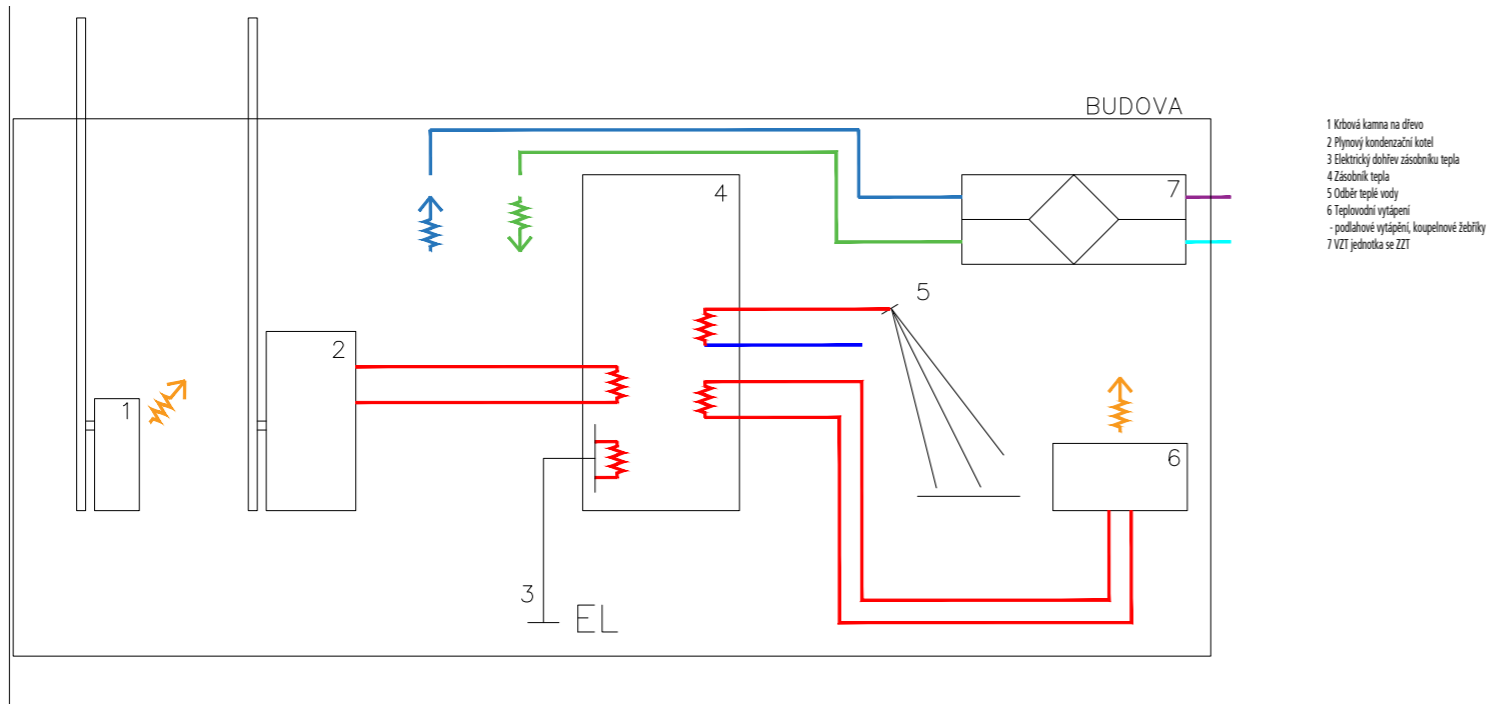 BUDOVA
1 Krbová kamna na dřevo
2 Plynový kondenzační kotel
3 Elektrický dohřev zásobníku tepla
4 Zásobník tepla
5 Odběr teplé vody
6 Teplovodní vytápení
- podlahové vytápění, koupelnové žebříky
7 VZT jednotka se ZZT
7
4
5
2
1
6
3
EL